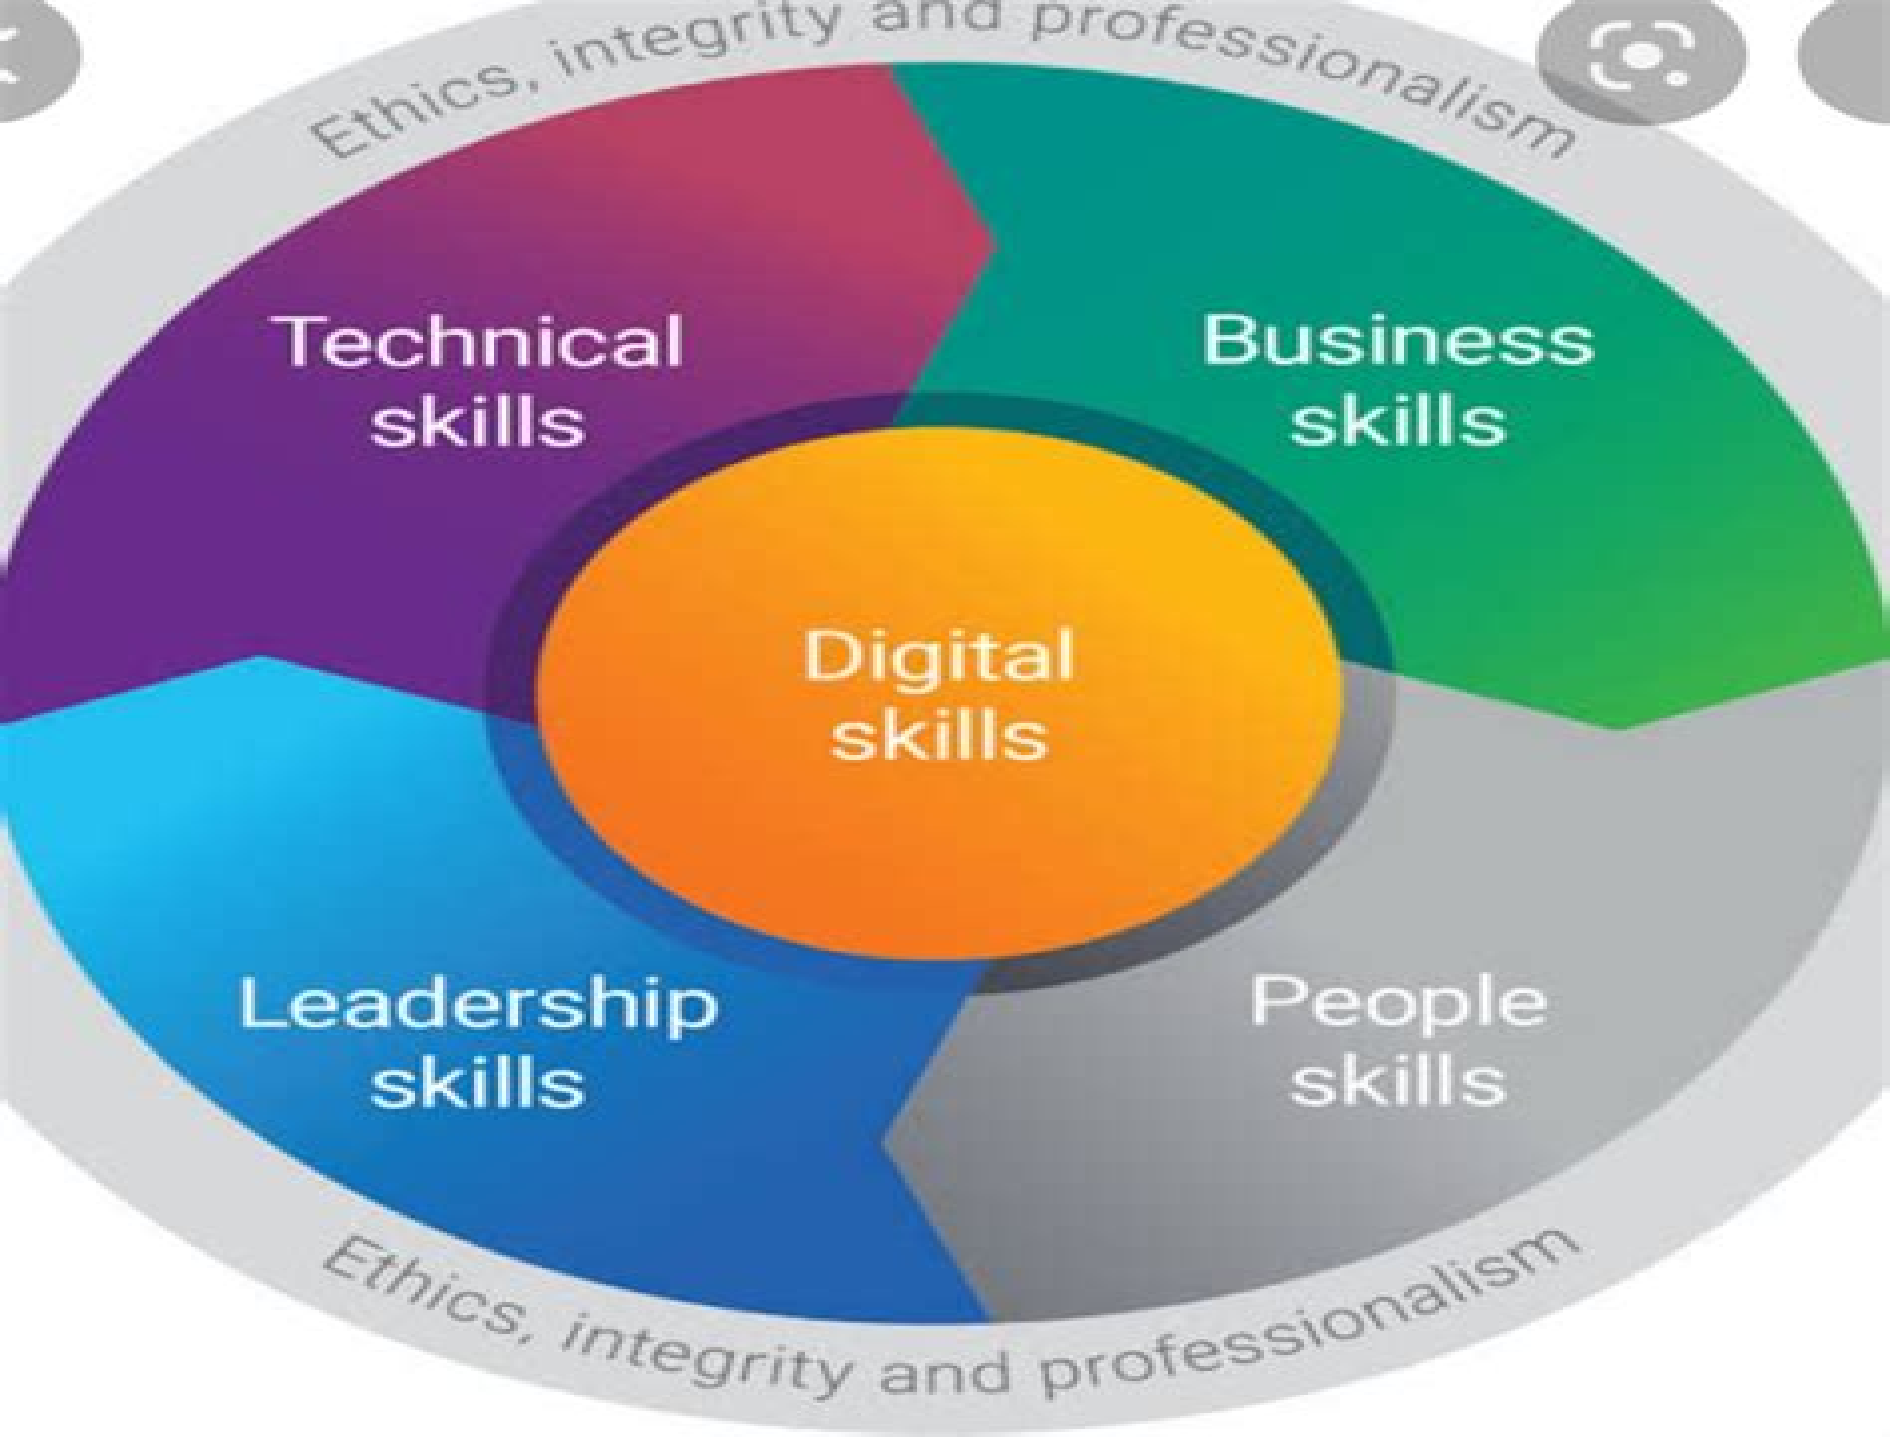 Ethics, integrity and professionalism
Technical
skills
Business
skills
Digital
skills
Leadership
skills
People
skills
Ethics, integrity and professionalism